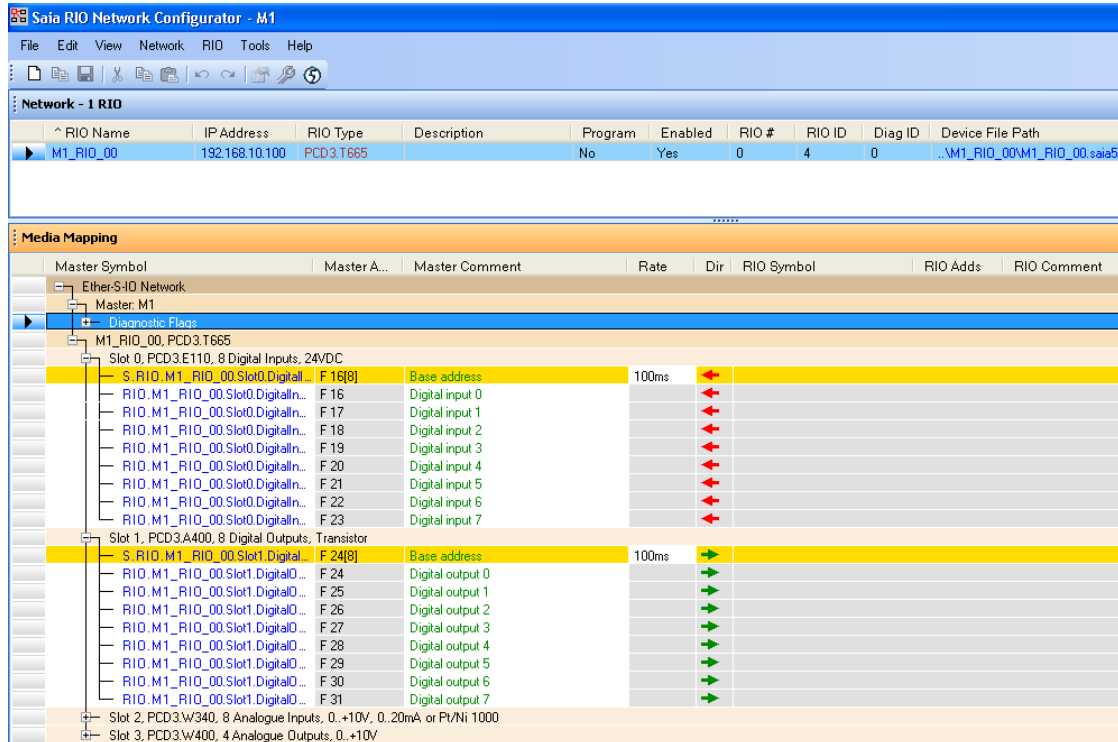 Saia RIO Network Configurator - M1
File Edit View Network RIO Tools Help
Network - 1 RIO
^ RIO Name IP Address RIO Type Description Program Enabled RIO # RIO ID Diag ID Device File Path
M1_RIO_00 192.168.10.100 PCD3.T665 No Yes 0 4 0 ..\M1_RIO_00\M1_RIO_00.saia5
Media Mapping
Master Symbol Master A... Master Comment Rate Dir RIO Symbol RIO Adds RIO Comment
Ether-S-IO Network
Master: M1
Diagnostic Flags
M1_RIO_00, PCD3.T665
Slot 0, PCD3.E110, 8 Digital Inputs, 24VDC
S.RIO.M1_RIO_00.Slot0.DigitalI... F 16[8] Base address 100ms
RIO.M1_RIO_00.Slot0.DigitalIn... F 16 Digital input 0
RIO.M1_RIO_00.Slot0.DigitalIn... F 17 Digital input 1
RIO.M1_RIO_00.Slot0.DigitalIn... F 18 Digital input 2
RIO.M1_RIO_00.Slot0.DigitalIn... F 19 Digital input 3
RIO.M1_RIO_00.Slot0.DigitalIn... F 20 Digital input 4
RIO.M1_RIO_00.Slot0.DigitalIn... F 21 Digital input 5
RIO.M1_RIO_00.Slot0.DigitalIn... F 22 Digital input 6
RIO.M1_RIO_00.Slot0.DigitalIn... F 23 Digital input 7
Slot 1, PCD3.A400, 8 Digital Outputs, Transistor
S.RIO.M1_RIO_00.Slot1.Digital... F 24[8] Base address 100ms
RIO.M1_RIO_00.Slot1.DigitalO... F 24 Digital output 0
RIO.M1_RIO_00.Slot1.DigitalO... F 25 Digital output 1
RIO.M1_RIO_00.Slot1.DigitalO... F 26 Digital output 2
RIO.M1_RIO_00.Slot1.DigitalO... F 27 Digital output 3
RIO.M1_RIO_00.Slot1.DigitalO... F 28 Digital output 4
RIO.M1_RIO_00.Slot1.DigitalO... F 29 Digital output 5
RIO.M1_RIO_00.Slot1.DigitalO... F 30 Digital output 6
RIO.M1_RIO_00.Slot1.DigitalO... F 31 Digital output 7
Slot 2, PCD3.W340, 8 Analogue Inputs, 0..+10V, 0..20mA or Pt/Ni 1000
Slot 3, PCD3.W400, 4 Analogue Outputs, 0..+10V